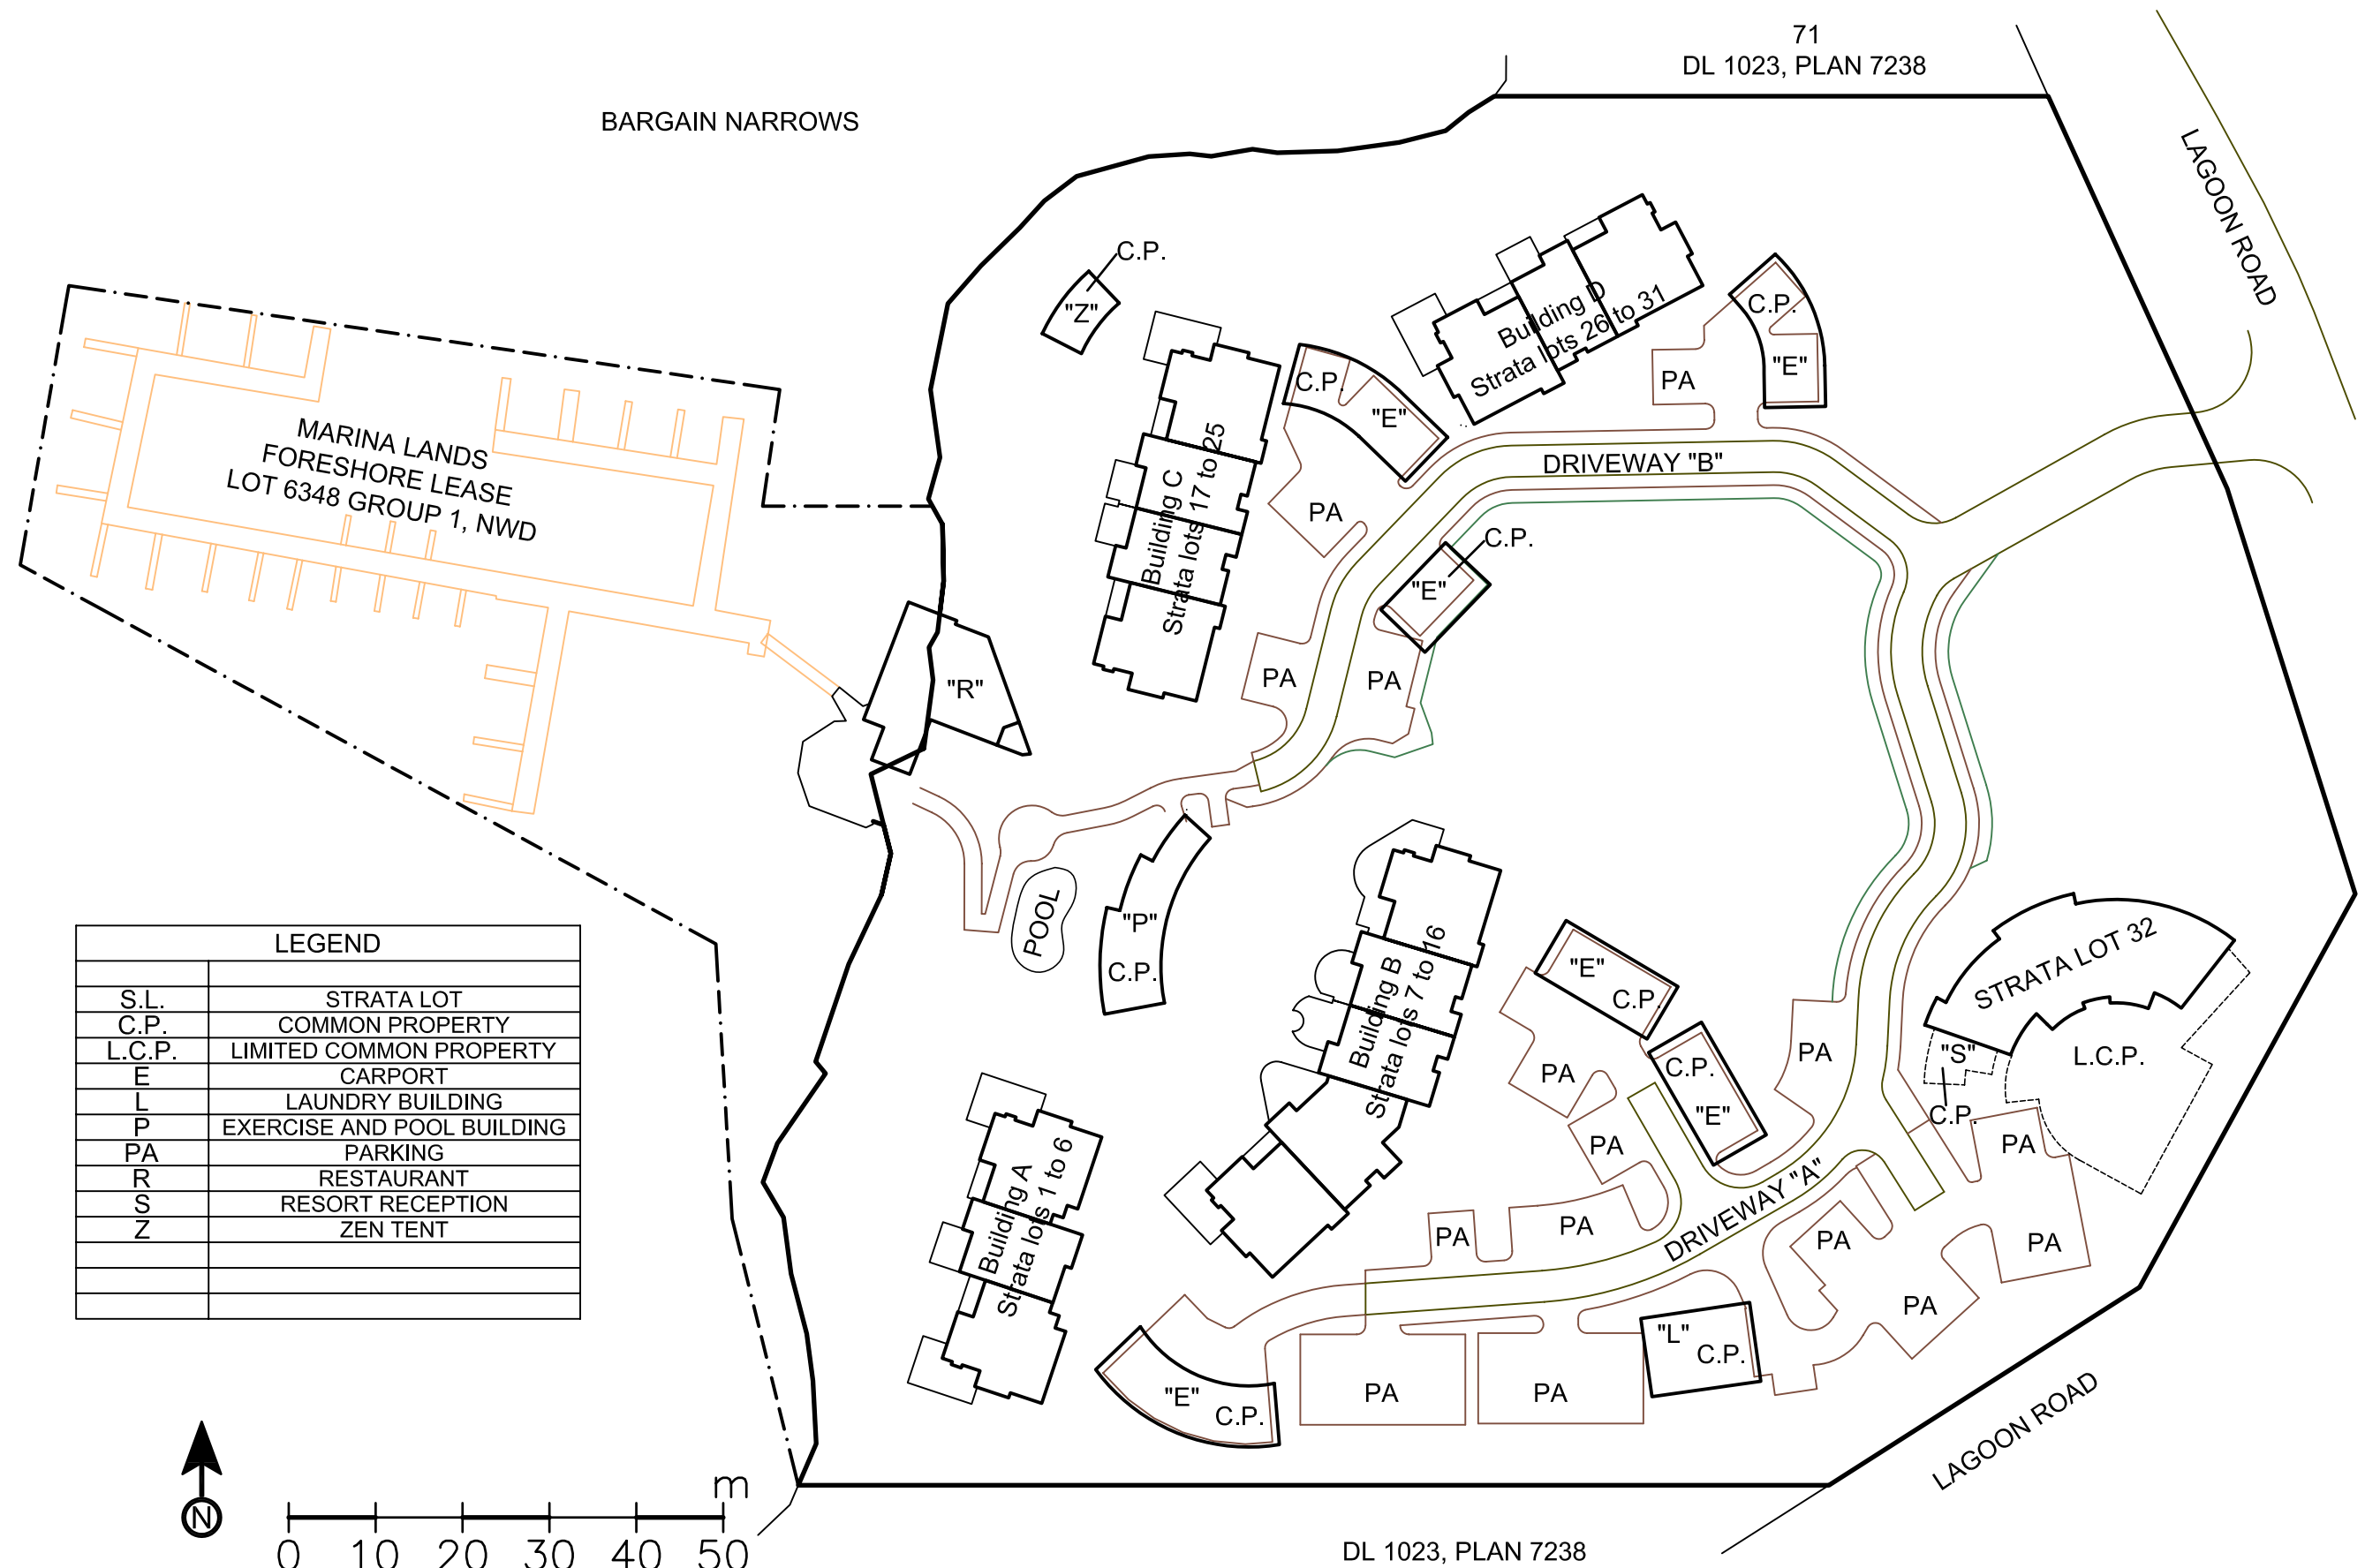 71
DL 1023, PLAN 7238
BARGAIN NARROWS
LAGOON ROAD
C.P.
"Z"
Building D
Strata lots 26 to 31
C.P.
"E"
PA
C.P.
"E"
PA
DRIVEWAY "B"
MARINA LANDS
FORESHORE LEASE
LOT 6348 GROUP 1, NWD
Building C
Strata lots 17 to 25
C.P.
"E"
PA
PA
"R"
POOL
"P"
C.P.
Building B
Strata lots 7 to 16
"E"
C.P.
C.P.
"E"
PA
PA
PA
STRATA LOT 32
"S"
C.P.
L.C.P.
PA
PA
PA
PA
PA
PA
DRIVEWAY "A"
Building A
Strata lots 1 to 6
"E"
C.P.
PA
PA
"L"
C.P.
LAGOON ROAD
LEGEND
S.L. STRATA LOT
C.P. COMMON PROPERTY
L.C.P. LIMITED COMMON PROPERTY
E CARPORT
L LAUNDRY BUILDING
P EXERCISE AND POOL BUILDING
PA PARKING
R RESTAURANT
S RESORT RECEPTION
Z ZEN TENT
N
m
0 10 20 30 40 50
DL 1023, PLAN 7238